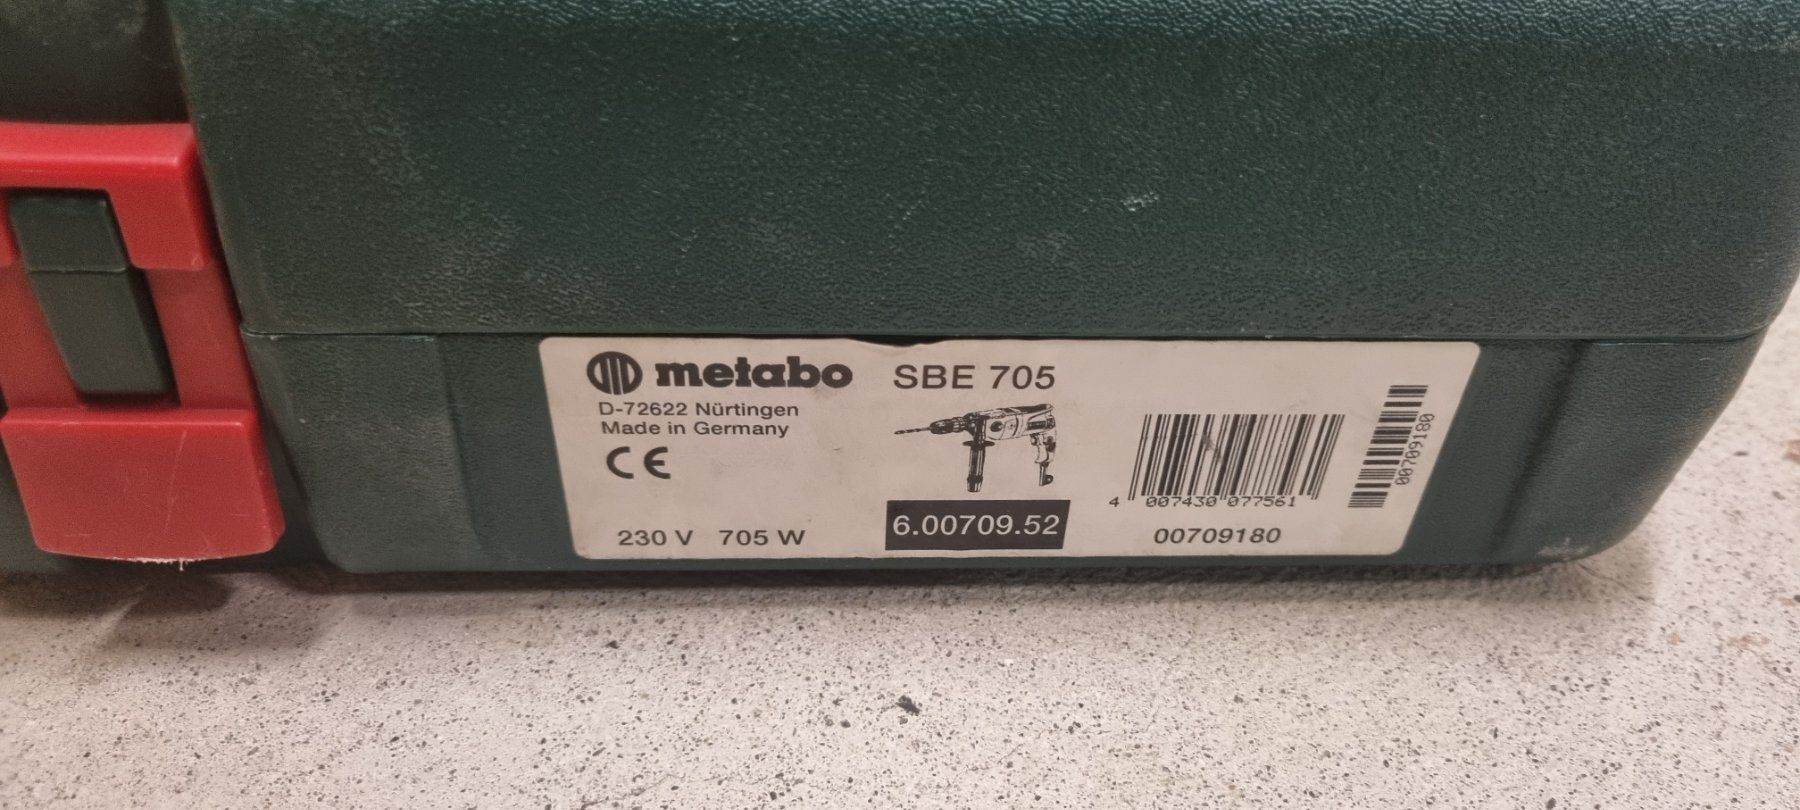 metabo SBE 705
D-72622 Nürtingen
Made in Germany
CE
230 V 705 W
6.00709.52
4 007430 077561
00709180
00709180